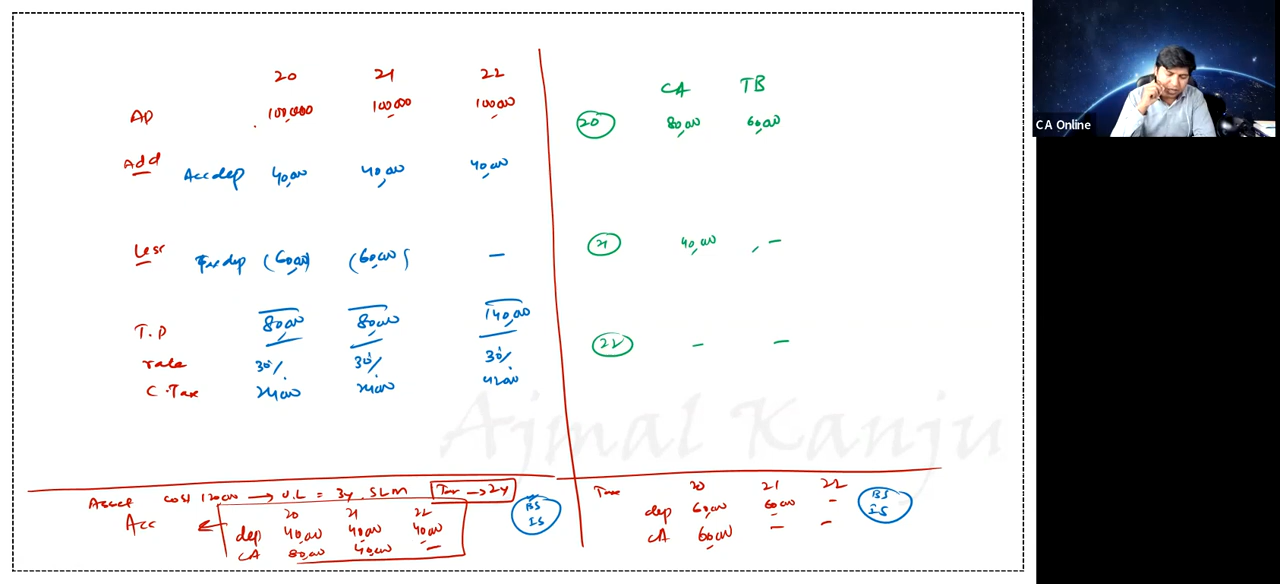 20 21 22
AP 100,000 100,000 100,000
Add Acc dep 40,000 40,000 40,000
Less Tax dep (60,000) (60,000) -
T.P 80,000 80,000 140,000
rate 30% 30% 30%
C.Tax 24,000 24,000 42,000
CA TB
20 80,000 60,000
21 40,000 -
22 - -
Ajmal Kanju
Asset cost 120,000 → U.L = 3y. SLM Tax → 2y
Acc
20 21 22
dep 40,000 40,000 40,000
CA 80,000 40,000 -
BS
IS
Tax 20 21 22
dep 60,000 60,000 -
CA 60,000 - -
BS
IS
CA Online